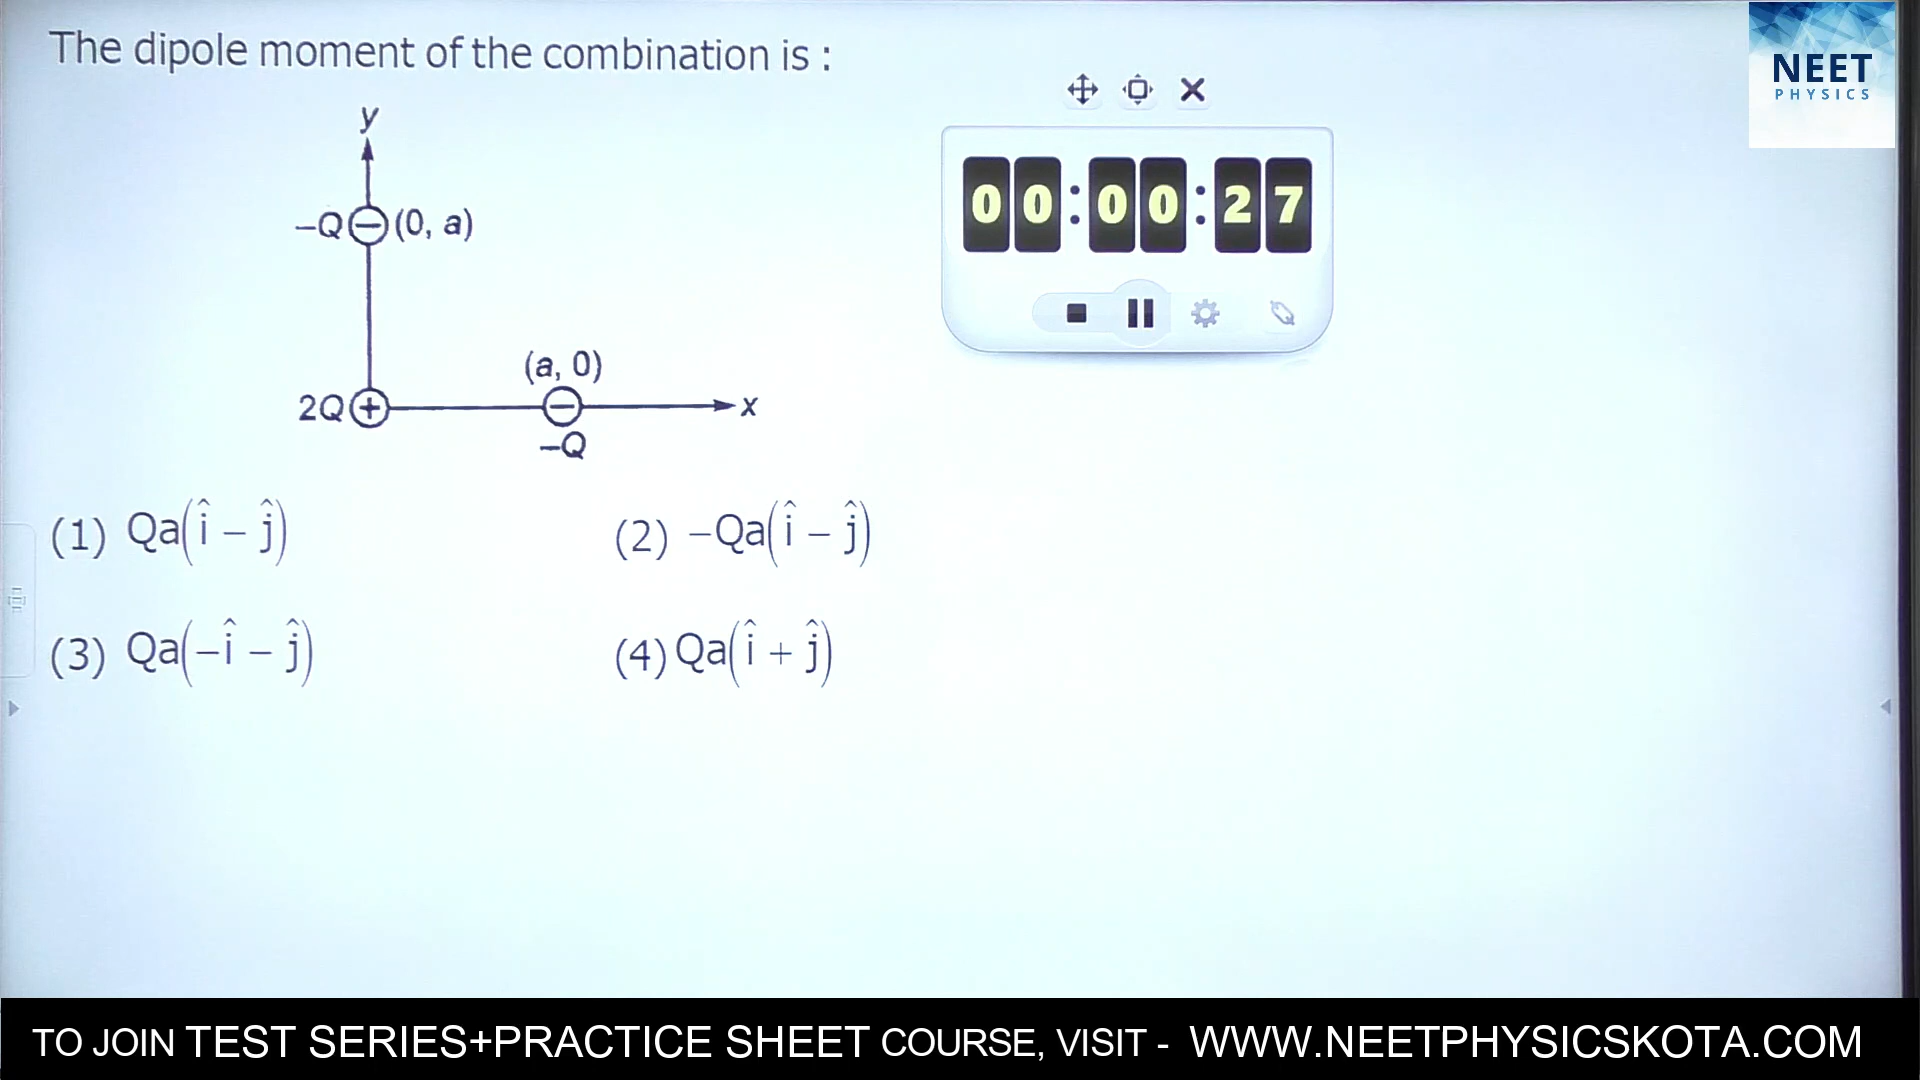 The dipole moment of the combination is :
NEET
PHYSICS
y
00:00:27
–Q (0, a)
(a, 0)
2Q x
–Q
(1) Qa(î – ĵ)
(2) –Qa(î – ĵ)
(3) Qa(–î – ĵ)
(4) Qa(î + ĵ)
TO JOIN TEST SERIES+PRACTICE SHEET COURSE, VISIT - WWW.NEETPHYSICSKOTA.COM